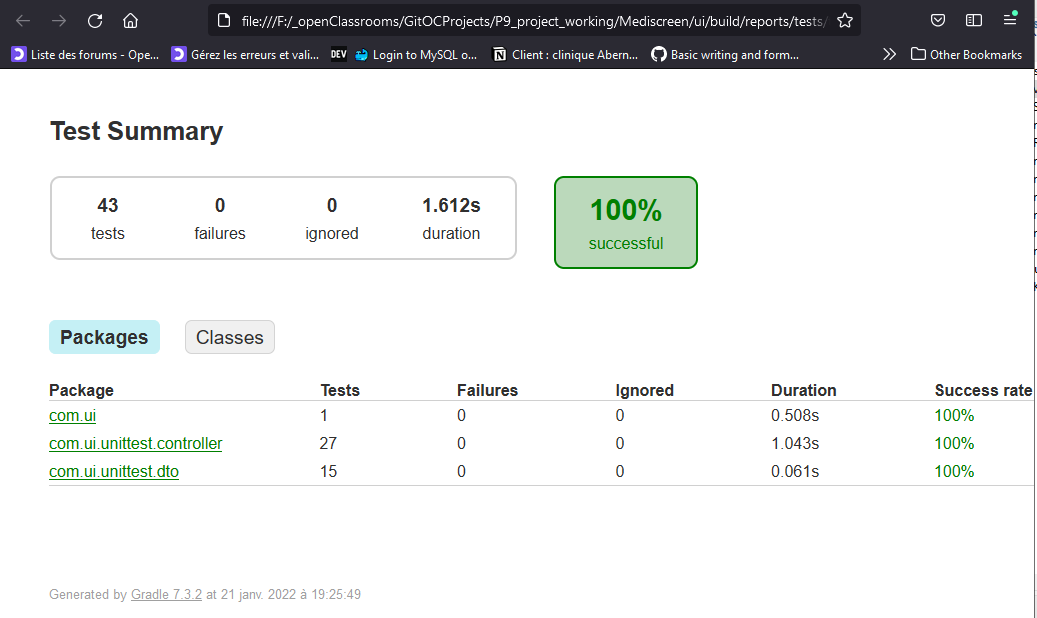 file:///F:/_openClassrooms/GitOCProjects/P9_project_working/Mediscreen/ui/build/reports/tests/
Liste des forums - Ope... Gérez les erreurs et vali... DEV Login to MySQL o... Client : clinique Abern... Basic writing and form... Other Bookmarks
Test Summary
43 0 0 1.612s 100%
tests failures ignored duration successful
Packages Classes
Package Tests Failures Ignored Duration Success rate
com.ui 1 0 0 0.508s 100%
com.ui.unittest.controller 27 0 0 1.043s 100%
com.ui.unittest.dto 15 0 0 0.061s 100%
Generated by Gradle 7.3.2 at 21 janv. 2022 à 19:25:49